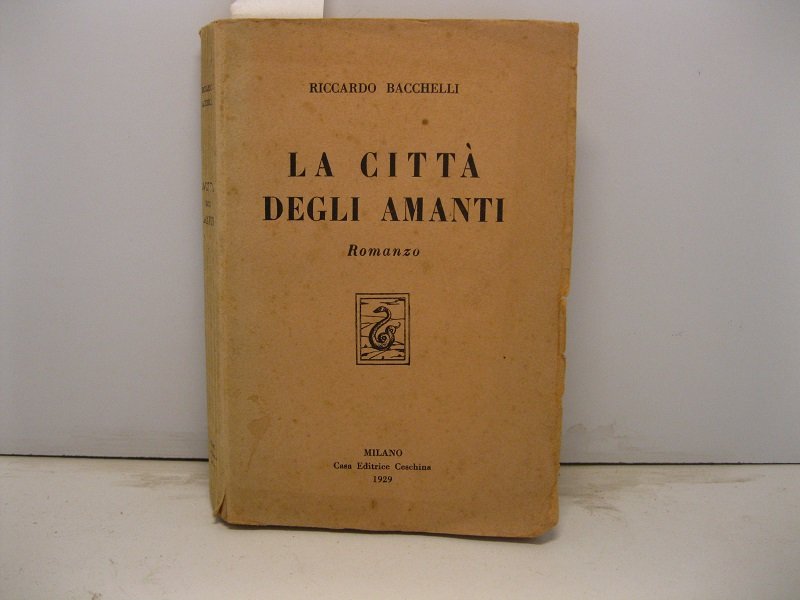 RICCARDO BACCHELLI
LA CITTÀ
DEGLI AMANTI
Romanzo
MILANO
Casa Editrice Ceschina
1929